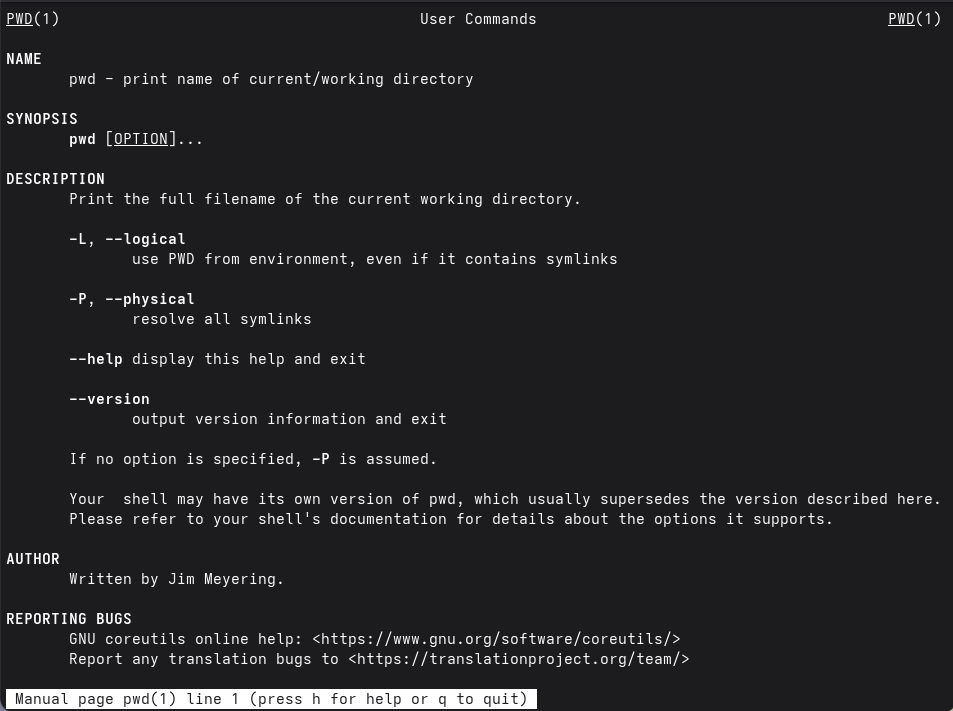 PWD(1) User Commands PWD(1)
NAME
pwd - print name of current/working directory
SYNOPSIS
pwd [OPTION]...
DESCRIPTION
Print the full filename of the current working directory.
-L, --logical
use PWD from environment, even if it contains symlinks
-P, --physical
resolve all symlinks
--help display this help and exit
--version
output version information and exit
If no option is specified, -P is assumed.
Your  shell may have its own version of pwd, which usually supersedes the version described here.
Please refer to your shell's documentation for details about the options it supports.
AUTHOR
Written by Jim Meyering.
REPORTING BUGS
GNU coreutils online help: <https://www.gnu.org/software/coreutils/>
Report any translation bugs to <https://translationproject.org/team/>
Manual page pwd(1) line 1 (press h for help or q to quit)